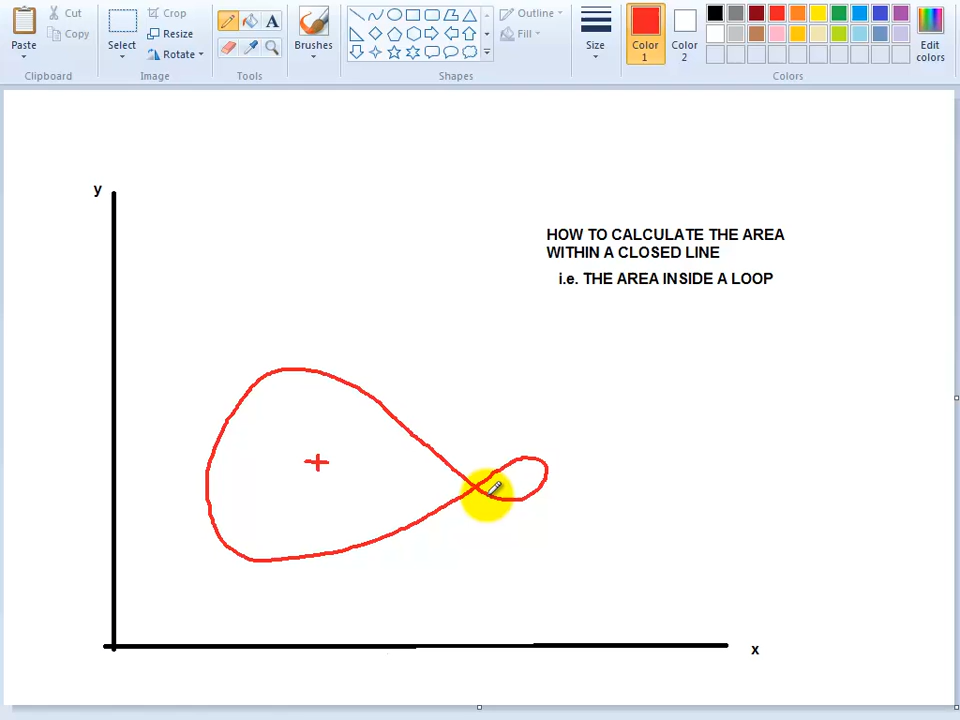 Cut
Copy
Paste
Clipboard
Select
Crop
Resize
Rotate
Image
A
Tools
Brushes
Shapes
Outline
Fill
Size
Color
1
Color
2
Edit
colors
Colors
y
HOW TO CALCULATE THE AREA
WITHIN A CLOSED LINE
i.e. THE AREA INSIDE A LOOP
+
x